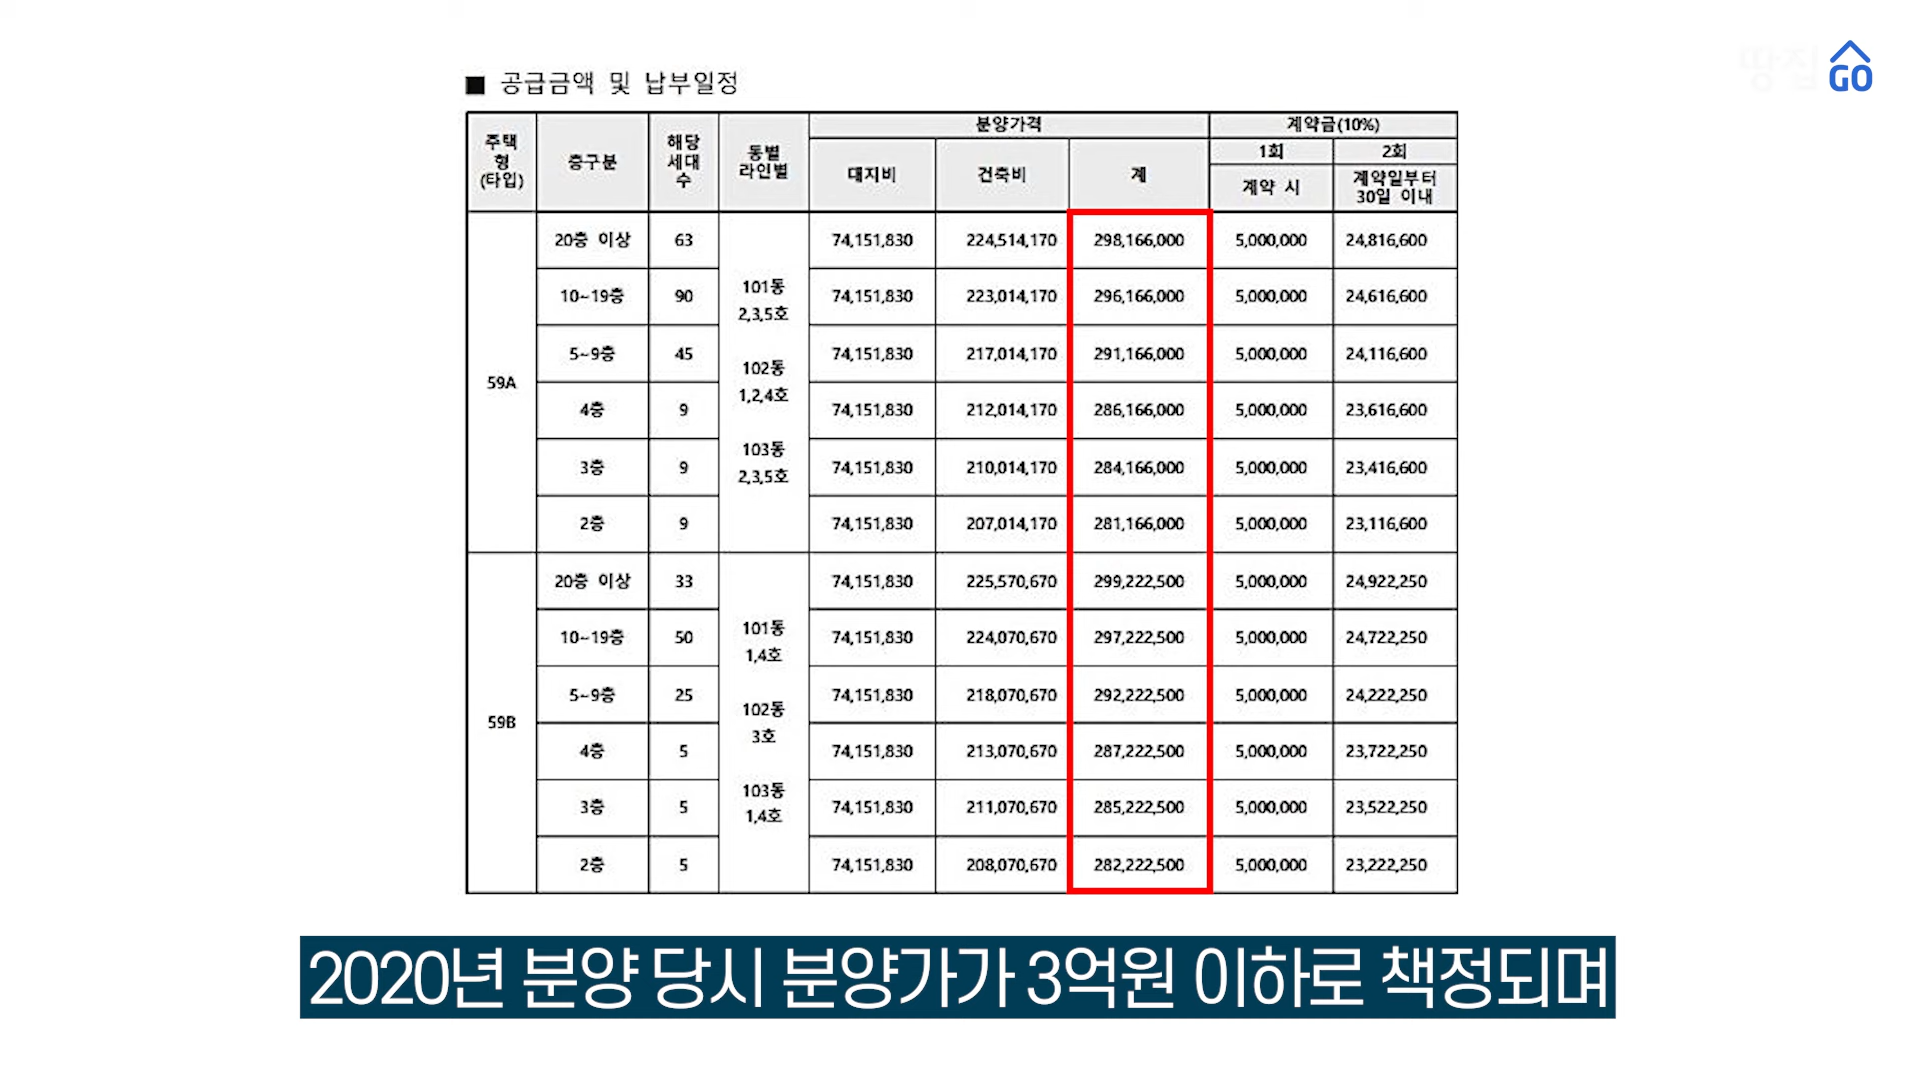 땅집
GO
■ 공급금액 및 납부일정
주택형(타입) 층구분 해당세대수 동별라인별 분양가격 계약금(10%)
대지비 건축비 계 1회 2회
계약 시 계약일부터 30일 이내
59A
20층 이상 63 74,151,830 224,514,170 298,166,000 5,000,000 24,816,600
10~19층 90 74,151,830 223,014,170 296,166,000 5,000,000 24,616,600
5~9층 45 74,151,830 217,014,170 291,166,000 5,000,000 24,116,600
4층 9 74,151,830 212,014,170 286,166,000 5,000,000 23,616,600
3층 9 74,151,830 210,014,170 284,166,000 5,000,000 23,416,600
2층 9 74,151,830 207,014,170 281,166,000 5,000,000 23,116,600
101동
2,3,5호
102동
1,2,4호
103동
2,3,5호
59B
20층 이상 33 74,151,830 225,570,670 299,222,500 5,000,000 24,922,250
10~19층 50 74,151,830 224,070,670 297,222,500 5,000,000 24,722,250
5~9층 25 74,151,830 218,070,670 292,222,500 5,000,000 24,222,250
4층 5 74,151,830 213,070,670 287,222,500 5,000,000 23,722,250
3층 5 74,151,830 211,070,670 285,222,500 5,000,000 23,522,250
2층 5 74,151,830 208,070,670 282,222,500 5,000,000 23,222,250
101동
1,4호
102동
3호
103동
1,4호
2020년 분양 당시 분양가가 3억원 이하로 책정되며